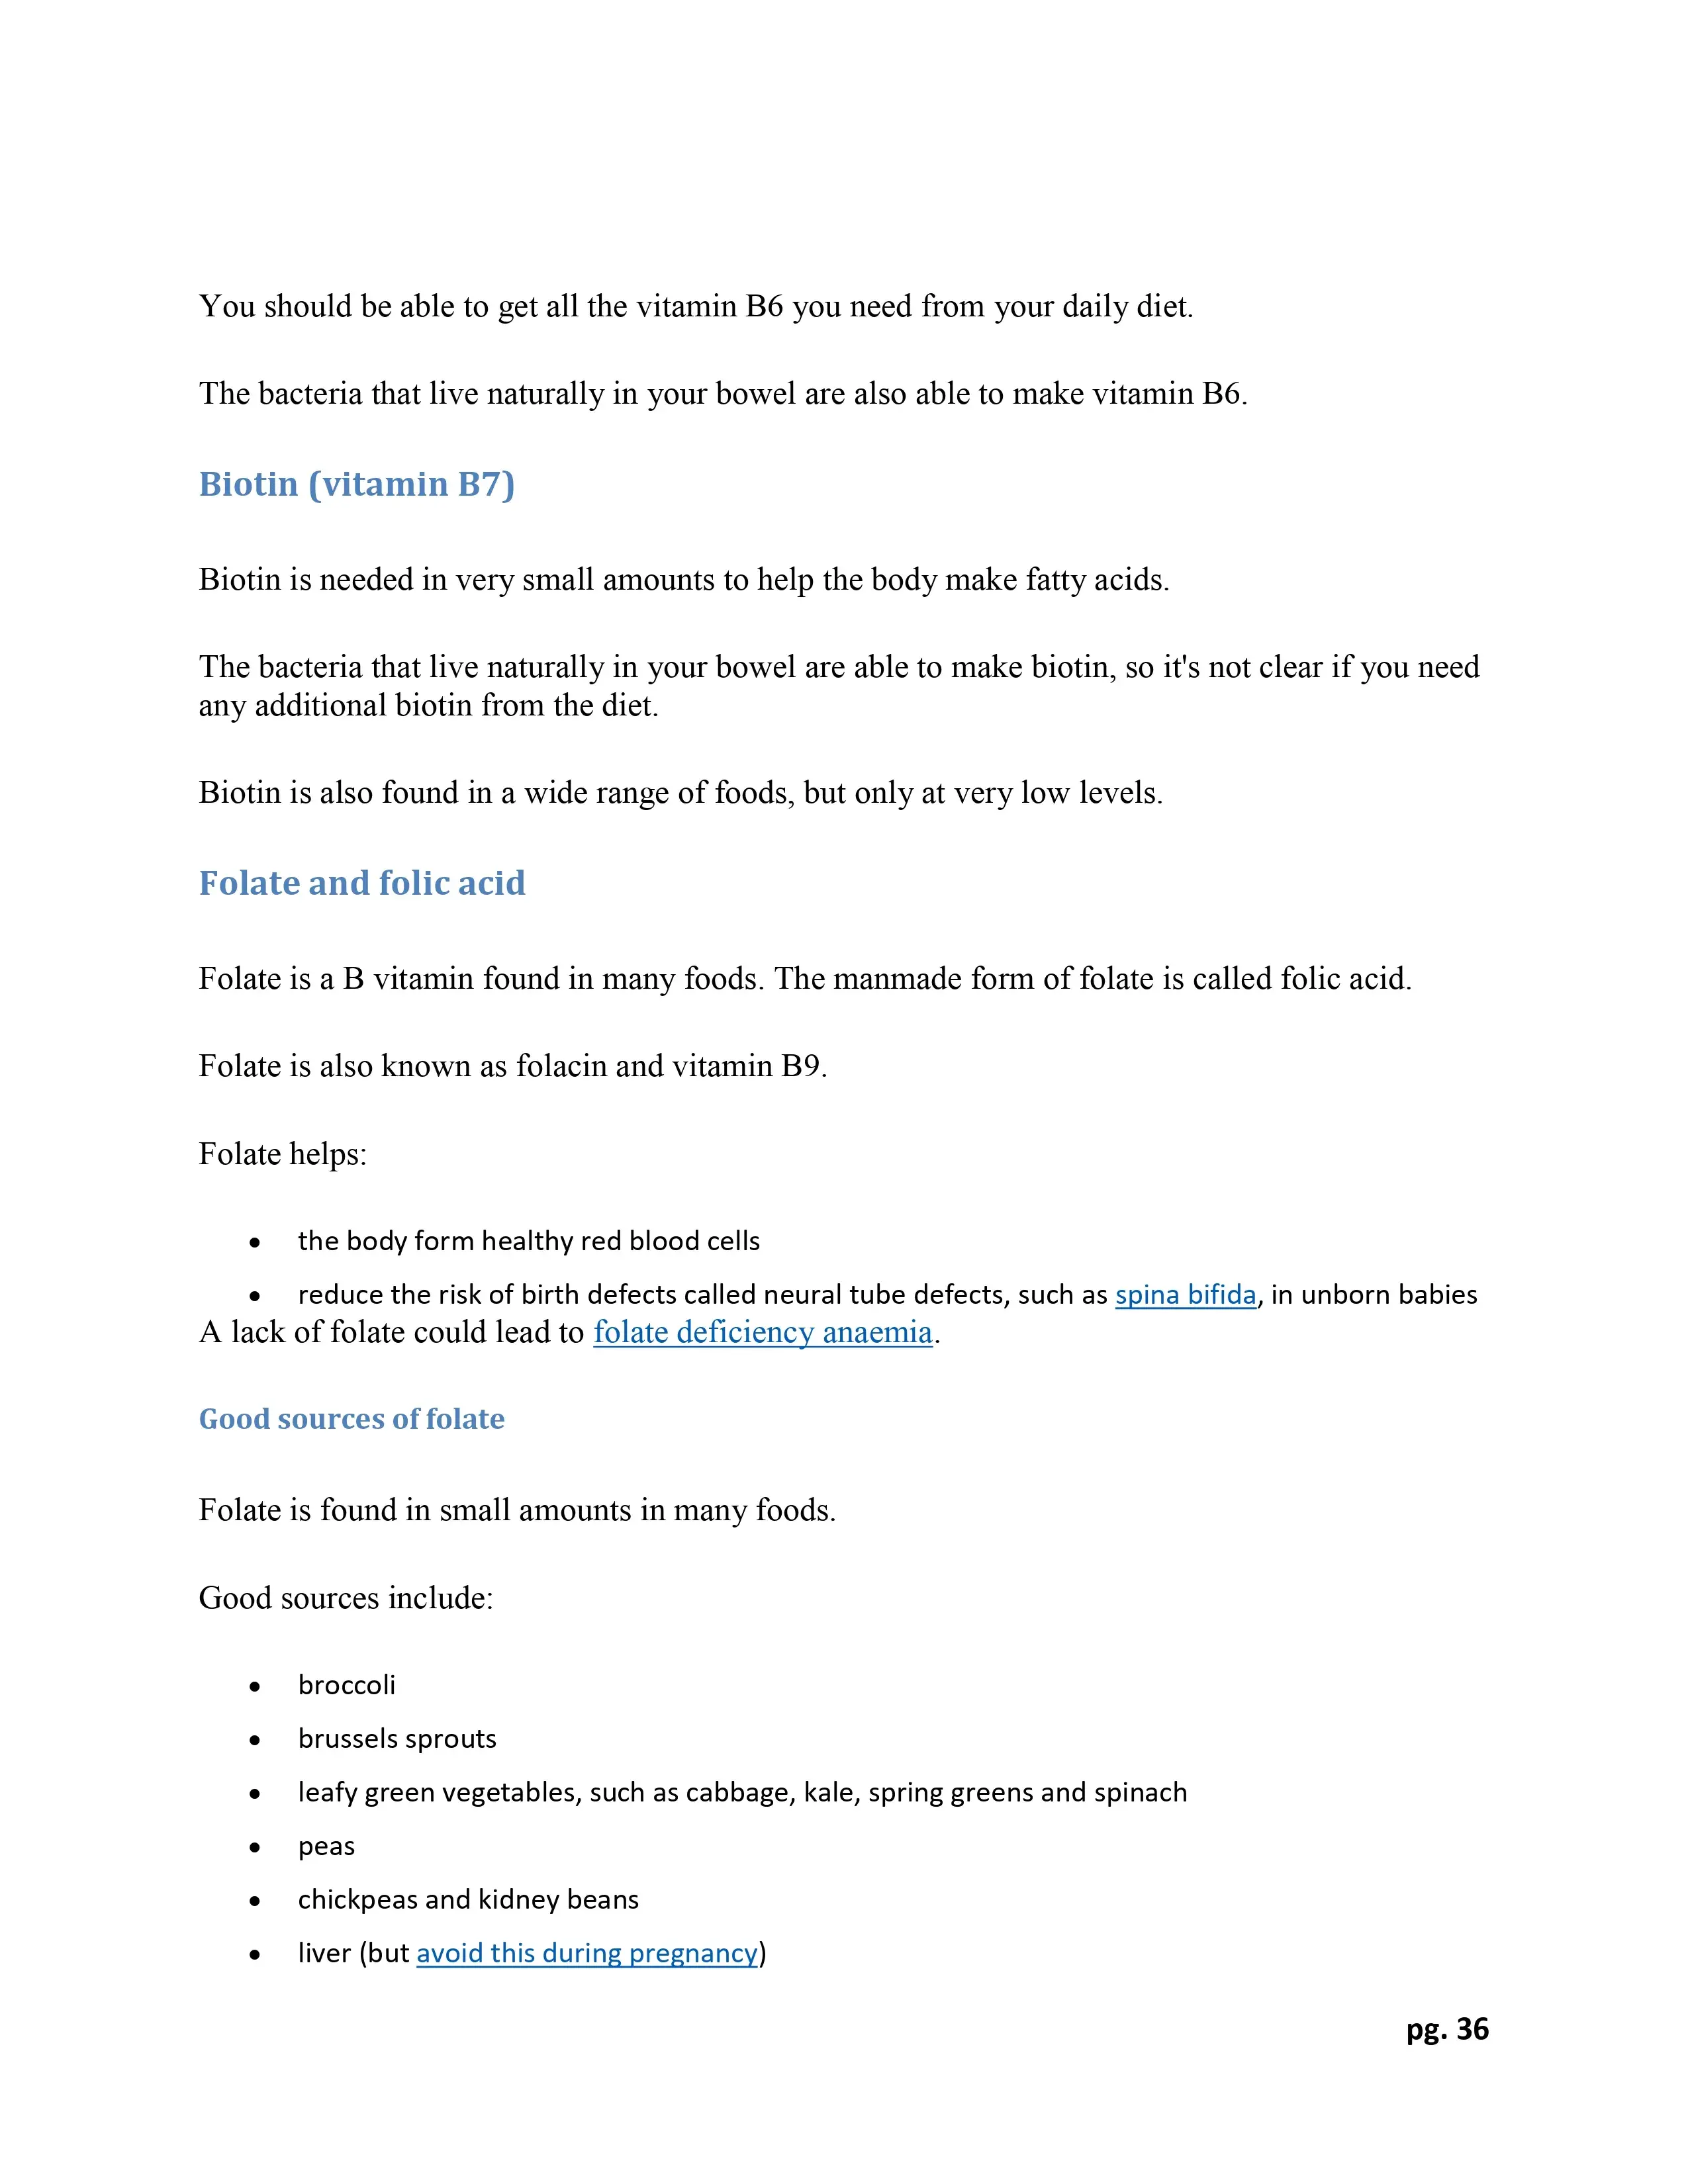 You should be able to get all the vitamin B6 you need from your daily diet.
The bacteria that live naturally in your bowel are also able to make vitamin B6.
Biotin (vitamin B7)
Biotin is needed in very small amounts to help the body make fatty acids.
The bacteria that live naturally in your bowel are able to make biotin, so it's not clear if you need
any additional biotin from the diet.
Biotin is also found in a wide range of foods, but only at very low levels.
Folate and folic acid
Folate is a B vitamin found in many foods. The manmade form of folate is called folic acid.
Folate is also known as folacin and vitamin B9.
Folate helps:
• the body form healthy red blood cells
• reduce the risk of birth defects called neural tube defects, such as spina bifida, in unborn babies
A lack of folate could lead to folate deficiency anaemia.
Good sources of folate
Folate is found in small amounts in many foods.
Good sources include:
• broccoli
• brussels sprouts
• leafy green vegetables, such as cabbage, kale, spring greens and spinach
• peas
• chickpeas and kidney beans
• liver (but avoid this during pregnancy)
pg. 36